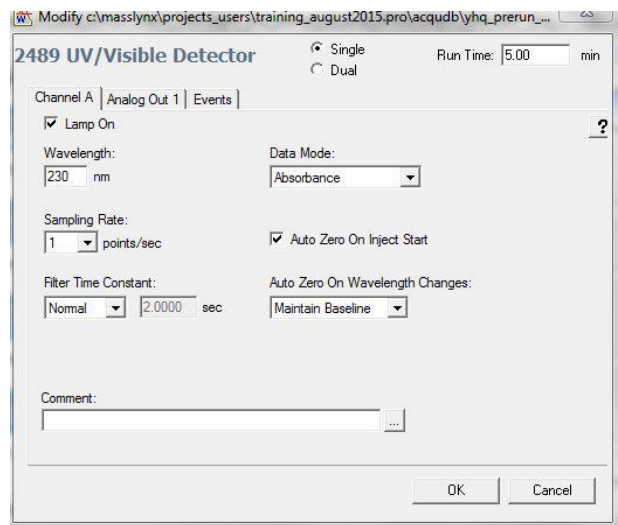 Modify c:\masslynx\projects_users\training_august2015.pro\acqudb\yhq_prerun_...
2489 UV/Visible Detector
Single
Dual
Run Time: 5.00 min
Channel A Analog Out 1 Events
Lamp On
?
Wavelength:
230 nm
Data Mode:
Absorbance
Sampling Rate:
1 points/sec
Auto Zero On Inject Start
Filter Time Constant:
Normal 2.0000 sec
Auto Zero On Wavelength Changes:
Maintain Baseline
Comment:
...
OK Cancel